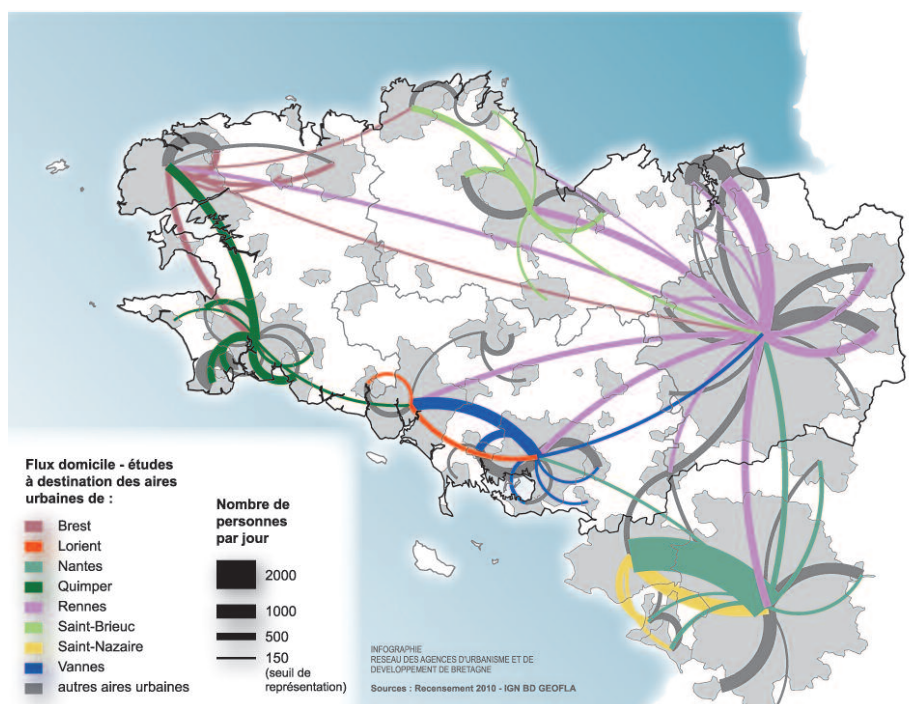 Flux domicile - études
à destination des aires
urbaines de :
Brest
Lorient
Nantes
Quimper
Rennes
Saint-Brieuc
Saint-Nazaire
Vannes
autres aires urbaines
Nombre de
personnes
par jour
2000
1000
500
150
(seuil de
représentation)
INFOGRAPHIE
RESEAU DES AGENCES D'URBANISME ET DE
DEVELOPPEMENT DE BRETAGNE
Sources : Recensement 2010 - IGN BD GEOFLA